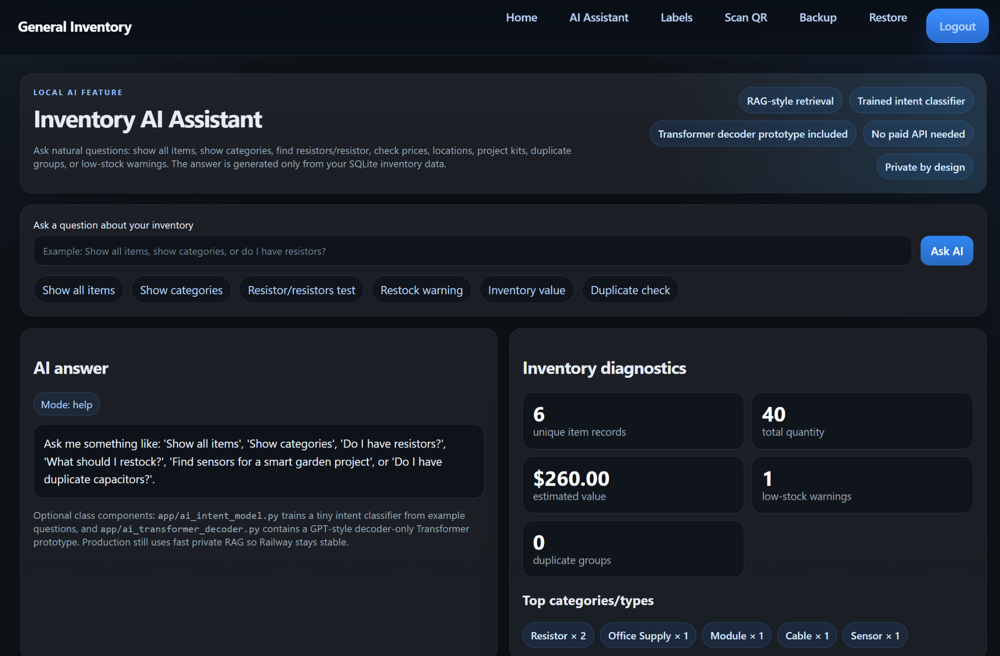 General Inventory
Home
AI Assistant
Labels
Scan QR
Backup
Restore
Logout
LOCAL AI FEATURE
Inventory AI Assistant
Ask natural questions: show all items, show categories, find resistors/resistor, check prices, locations, project kits, duplicate
groups, or low-stock warnings. The answer is generated only from your SQLite inventory data.
RAG-style retrieval
Trained intent classifier
Transformer decoder prototype included
No paid API needed
Private by design
Ask a question about your inventory
Example: Show all items, show categories, or do I have resistors?
Ask AI
Show all items
Show categories
Resistor/resistors test
Restock warning
Inventory value
Duplicate check
AI answer
Mode: help
Ask me something like: 'Show all items', 'Show categories', 'Do I have resistors?',
'What should I restock?', 'Find sensors for a smart garden project', or 'Do I have
duplicate capacitors?'.
Optional class components: app/ai_intent_model.py trains a tiny intent classifier from example
questions, and app/ai_transformer_decoder.py contains a GPT-style decoder-only Transformer
prototype. Production still uses fast private RAG so Railway stays stable.
Inventory diagnostics
6
unique item records
40
total quantity
$260.00
estimated value
1
low-stock warnings
0
duplicate groups
Top categories/types
Resistor × 2
Office Supply × 1
Module × 1
Cable × 1
Sensor × 1